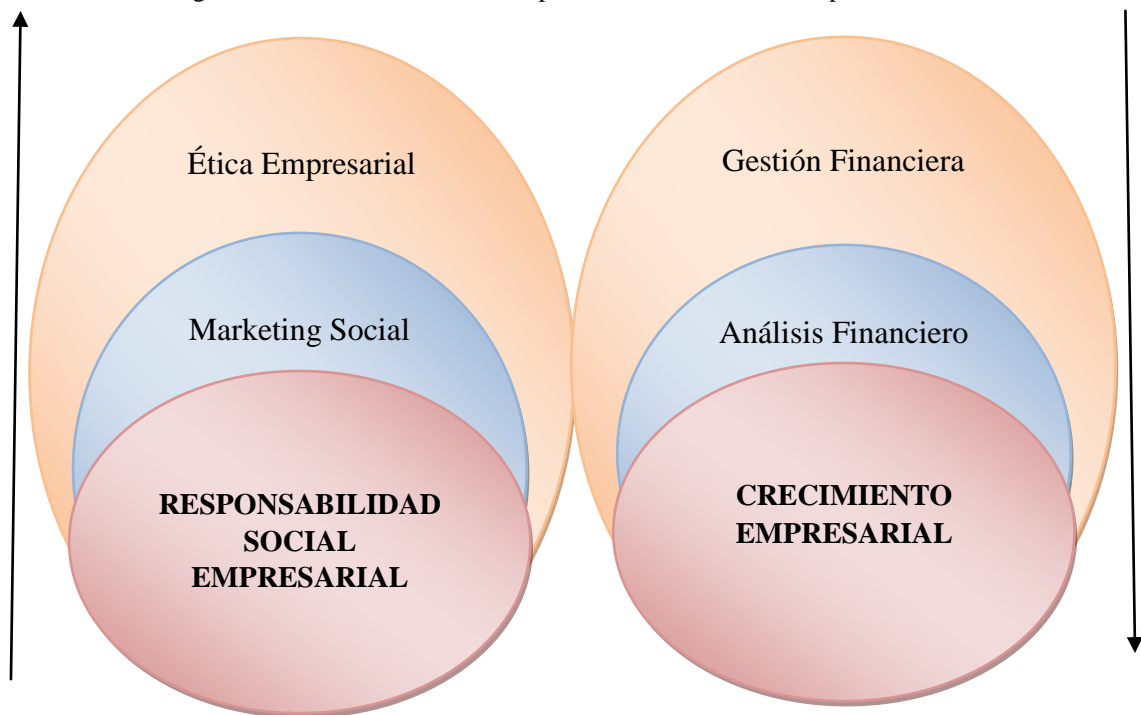 Ética Empresarial
Gestión Financiera
Marketing Social
Análisis Financiero
RESPONSABILIDAD
SOCIAL
EMPRESARIAL
CRECIMIENTO
EMPRESARIAL